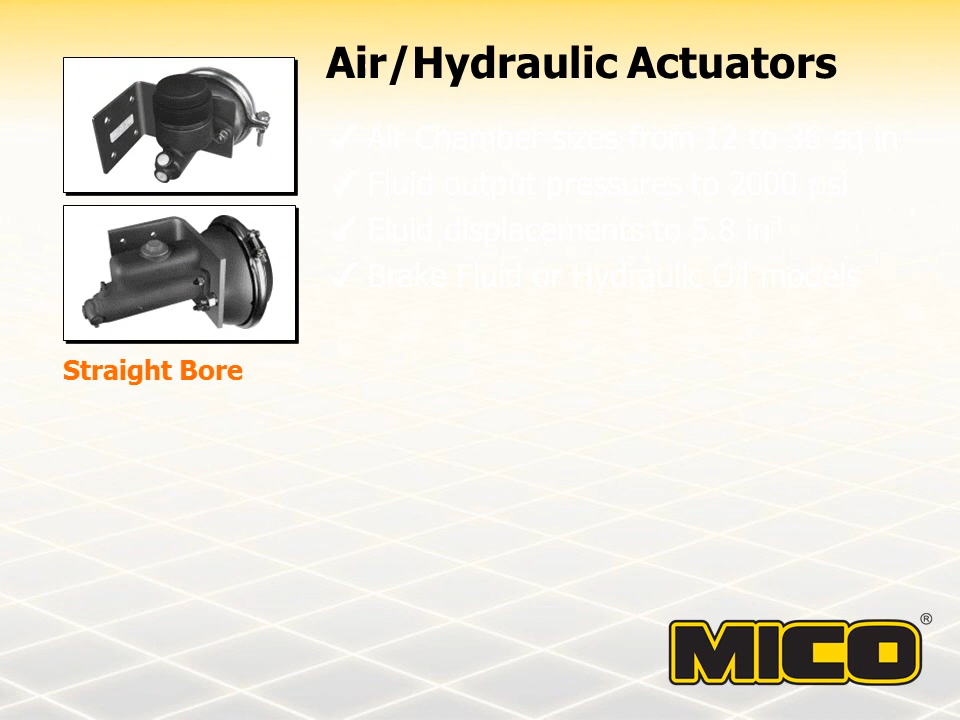 Air/Hydraulic Actuators
✓ Air Chamber sizes from 12 to 36 sq in.
✓ Fluid output pressures to 2000 psi
✓ Fluid displacements to 5.8 in³
✓ Brake Fluid or Hydraulic Oil models
Straight Bore
MICO®